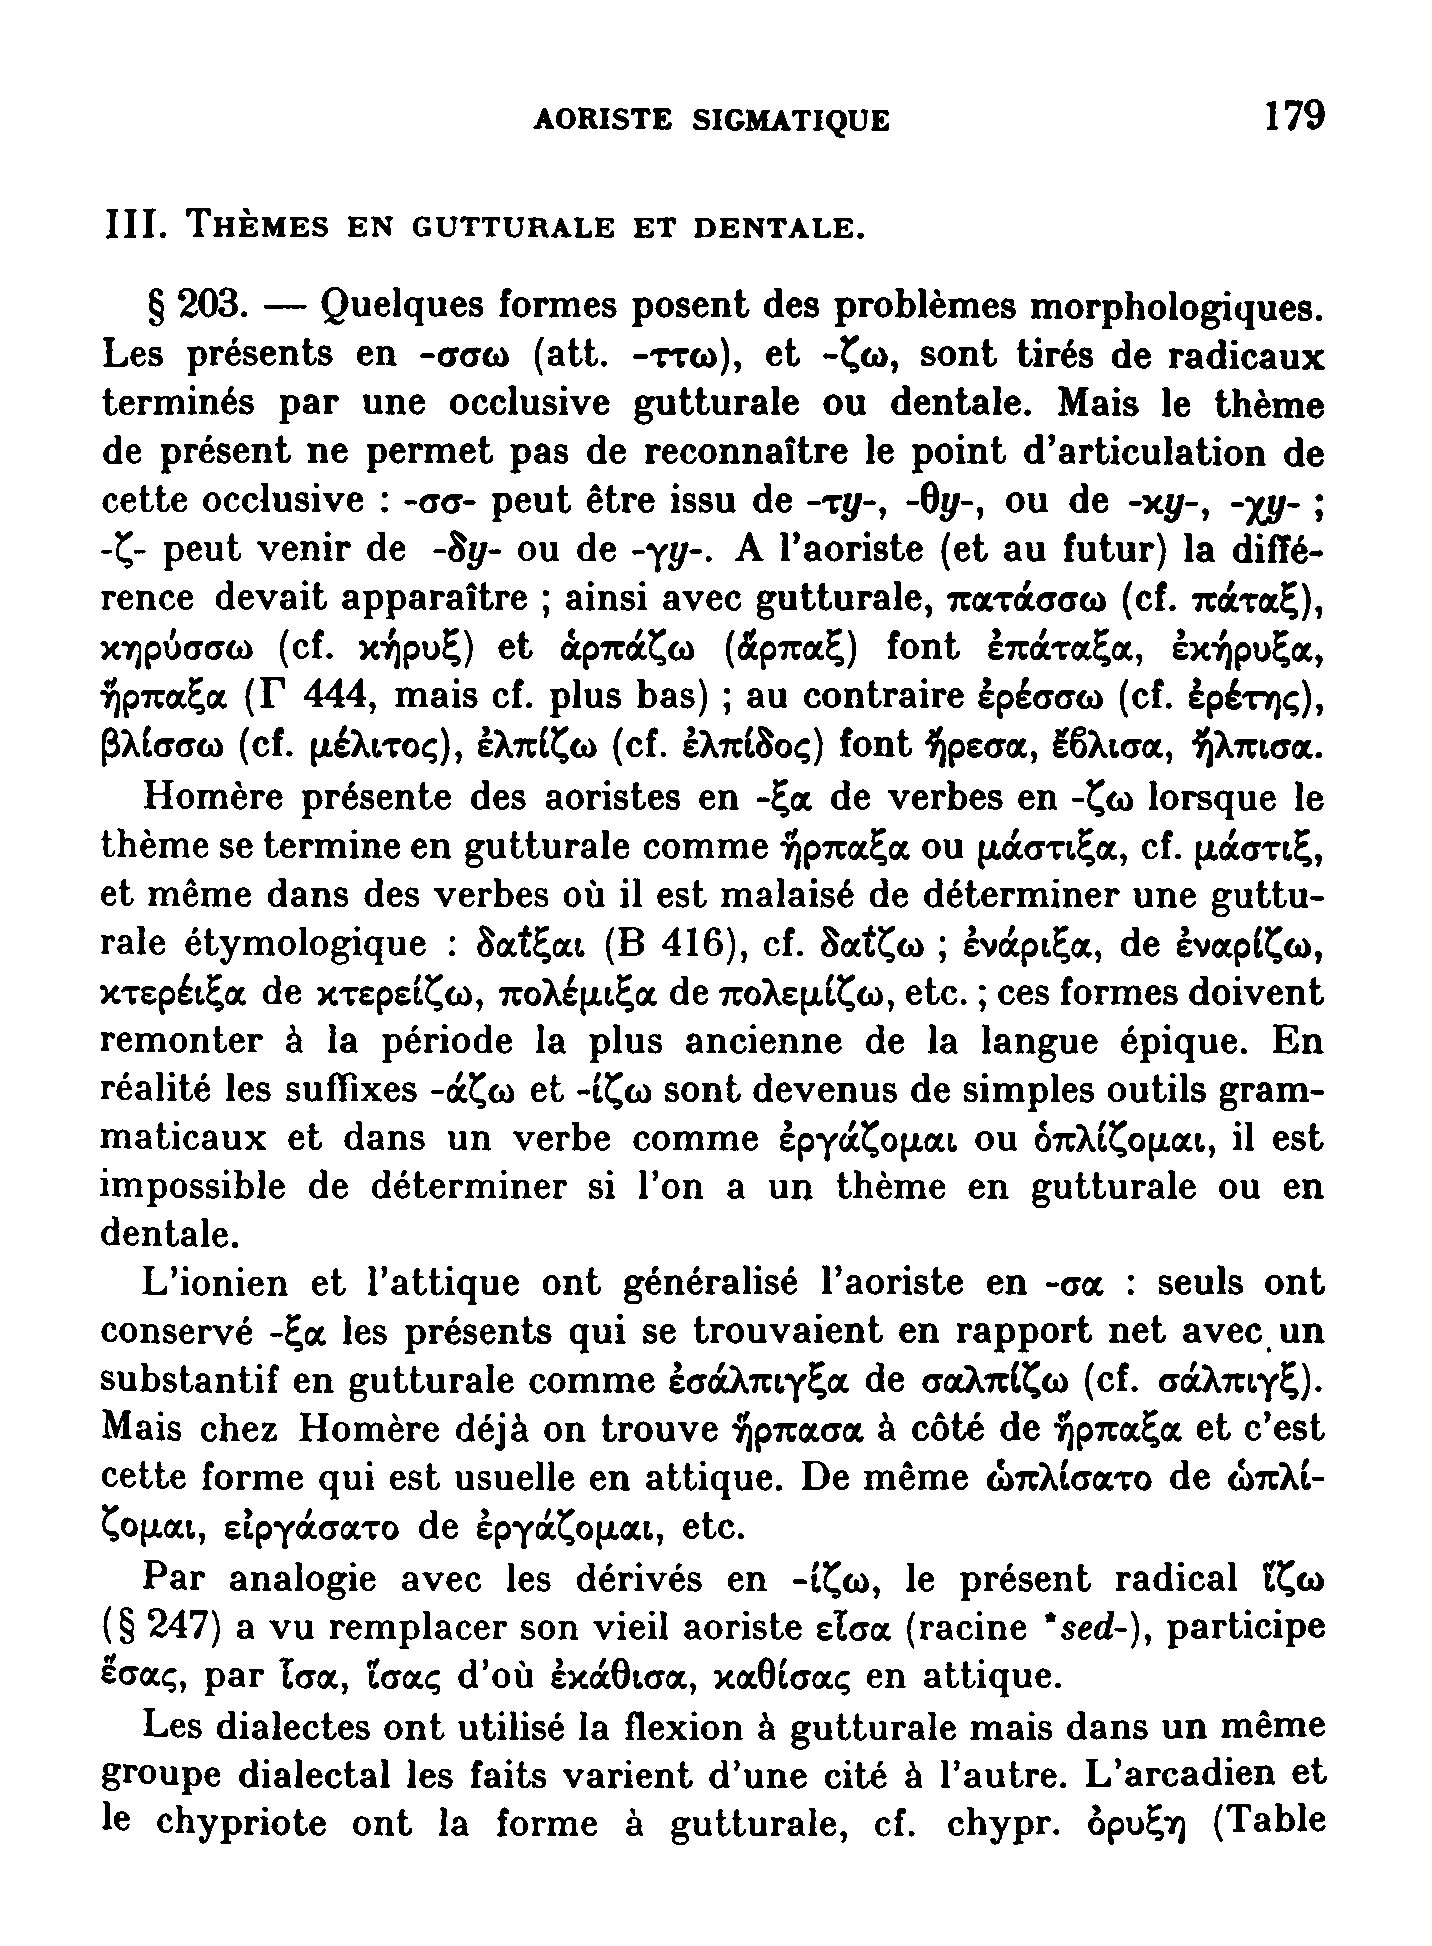 AORISTE SIGMATIQUE 179
III. THÈMES EN GUTTURALE ET DENTALE.
§ 203. — Quelques formes posent des problèmes morphologiques.
Les présents en -σσω (att. -ττω), et -ζω, sont tirés de radicaux
terminés par une occlusive gutturale ou dentale. Mais le thème
de présent ne permet pas de reconnaître le point d'articulation de
cette occlusive : -σσ- peut être issu de -τy-, -θy-, ou de -κy-, -χy- ;
-ζ- peut venir de -δy- ou de -γy-. A l'aoriste (et au futur) la diffé-
rence devait apparaître ; ainsi avec gutturale, πατάσσω (cf. πάταξ),
κηρύσσω (cf. κήρυξ) et ἁρπάζω (ἅρπαξ) font ἐπάταξα, ἐκήρυξα,
ἥρπαξα (Γ 444, mais cf. plus bas) ; au contraire ἐρέσσω (cf. ἐρέτης),
βλίσσω (cf. μέλιτος), ἐλπίζω (cf. ἐλπίδος) font ἤρεσα, ἔβλισα, ἤλπισα.
Homère présente des aoristes en -ξα de verbes en -ζω lorsque le
thème se termine en gutturale comme ἥρπαξα ou μάστιξα, cf. μάστιξ,
et même dans des verbes où il est malaisé de déterminer une guttu-
rale étymologique : δαΐξαι (B 416), cf. δαΐζω ; ἐνάριξα, de ἐναρίζω,
κτερέιξα de κτερείζω, πολέμιξα de πολεμίζω, etc. ; ces formes doivent
remonter à la période la plus ancienne de la langue épique. En
réalité les suffixes -άζω et -ίζω sont devenus de simples outils gram-
maticaux et dans un verbe comme ἐργάζομαι ou ὁπλίζομαι, il est
impossible de déterminer si l'on a un thème en gutturale ou en
dentale.
L'ionien et l'attique ont généralisé l'aoriste en -σα : seuls ont
conservé -ξα les présents qui se trouvaient en rapport net avec un
substantif en gutturale comme ἐσάλπιγξα de σαλπίζω (cf. σάλπιγξ).
Mais chez Homère déjà on trouve ἥρπασα à côté de ἥρπαξα et c'est
cette forme qui est usuelle en attique. De même ὡπλίσατο de ὡπλί-
ζομαι, εἰργάσατο de ἐργάζομαι, etc.
Par analogie avec les dérivés en -ίζω, le présent radical ἵζω
(§ 247) a vu remplacer son vieil aoriste εἷσα (racine *sed-), participe
ἕσας, par ἷσα, ἵσας d'où ἐκάθισα, καθίσας en attique.
Les dialectes ont utilisé la flexion à gutturale mais dans un même
groupe dialectal les faits varient d'une cité à l'autre. L'arcadien et
le chypriote ont la forme à gutturale, cf. chypr. ὀρυξη (Table